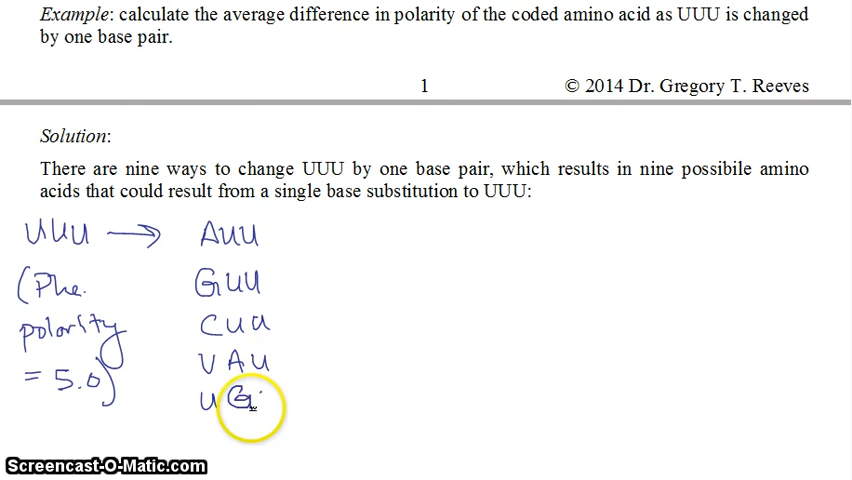 Example: calculate the average difference in polarity of the coded amino acid as UUU is changed
by one base pair.
1 © 2014 Dr. Gregory T. Reeves
Solution:
There are nine ways to change UUU by one base pair, which results in nine possibile amino
acids that could result from a single base substitution to UUU:
UUU → AUU
(Phe. GUU
polarity CUU
= 5.0) UAU
UG
Screencast-O-Matic.com